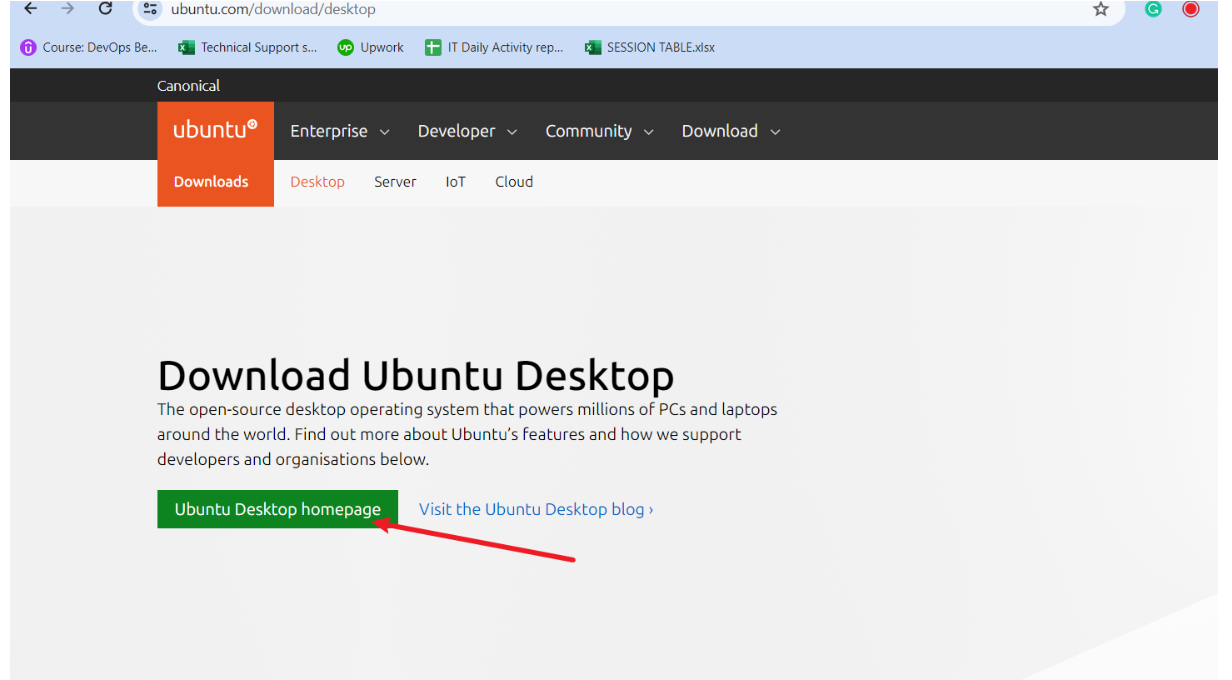 ubuntu.com/download/desktop
Course: DevOps Be... Technical Support s... Upwork IT Daily Activity rep... SESSION TABLE.xlsx
Canonical
ubuntu Enterprise Developer Community Download
Downloads Desktop Server IoT Cloud
Download Ubuntu Desktop
The open-source desktop operating system that powers millions of PCs and laptops
around the world. Find out more about Ubuntu’s features and how we support
developers and organisations below.
Ubuntu Desktop homepage Visit the Ubuntu Desktop blog ›